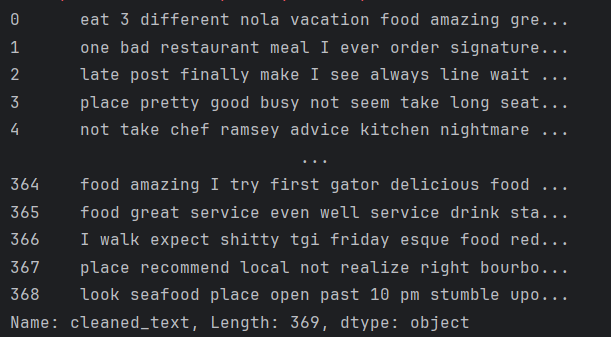 0 eat 3 different nola vacation food amazing gre...
1 one bad restaurant meal I ever order signature...
2 late post finally make I see always line wait ...
3 place pretty good busy not seem take long seat...
4 not take chef ramsey advice kitchen nightmare ...
...
364 food amazing I try first gator delicious food ...
365 food great service even well service drink sta...
366 I walk expect shitty tgi friday esque food red...
367 place recommend local not realize right bourbo...
368 look seafood place open past 10 pm stumble upo...
Name: cleaned_text, Length: 369, dtype: object